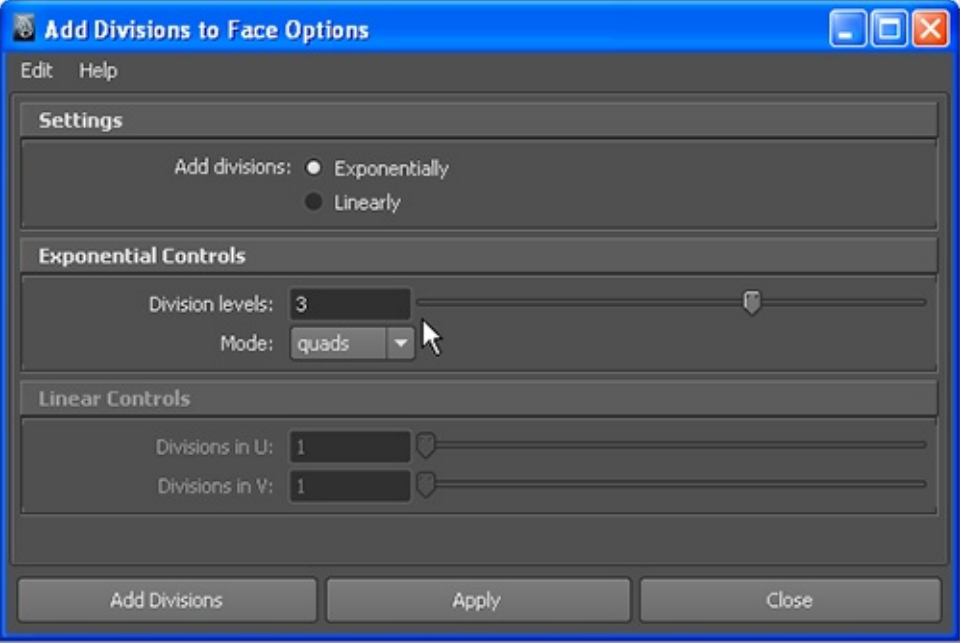 Add Divisions to Face Options
Edit Help
Settings
Add divisions: Exponentially
Linearly
Exponential Controls
Division levels: 3
Mode: quads
Linear Controls
Divisions in U: 1
Divisions in V: 1
Add Divisions Apply Close